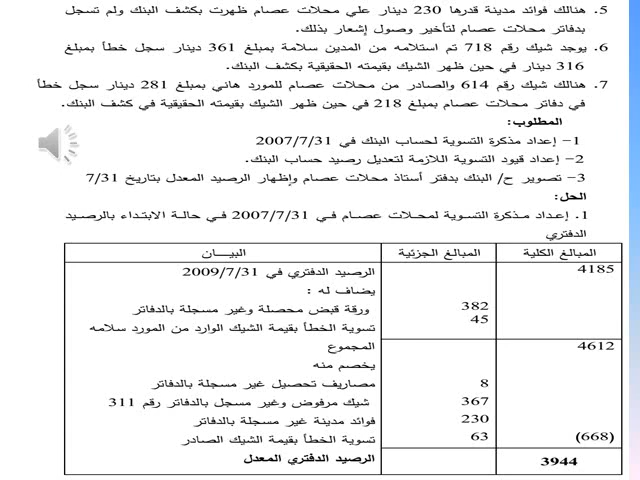 5. هنالك فوائد مدينة قدرها 230 دينار علي محلات عصام ظهرت بكشف البنك ولم تسجل
بدفاتر محلات عصام لتأخير وصول إشعار بذلك.
6. يوجد شيك رقم 718 تم استلامه من المدين سلامة بمبلغ 361 دينار سجل خطأ بمبلغ
316 دينار في حين ظهر الشيك بقيمته الحقيقية بكشف البنك.
7. هنالك شيك رقم 614 والصادر من محلات عصام للمورد هاني بمبلغ 281 دينار سجل خطأ
في دفاتر محلات عصام بمبلغ 218 في حين ظهر الشيك بقيمته الحقيقية في كشف البنك.
المطلوب:
1- إعداد مذكرة التسوية لحساب البنك في 2007/7/31
2- إعداد قيود التسوية اللازمة لتعديل رصيد حساب البنك.
3- تصوير ح/ البنك بدفتر أستاذ محلات عصام وإظهار الرصيد المعدل بتاريخ 7/31
الحل:
1. إعداد مذكرة التسوية لمحلات عصام في 2007/7/31 في حالة الابتداء بالرصيد
الدفتري
المبالغ الكلية المبالغ الجزئية البيـــان
4185 الرصيد الدفتري في 2009/7/31
يضاف له :
382 ورقة قبض محصلة وغير مسجلة بالدفاتر
45 تسوية الخطأ بقيمة الشيك الوارد من المورد سلامه
4612 المجموع
يخصم منه
8 مصاريف تحصيل غير مسجلة بالدفاتر
367 شيك مرفوض وغير مسجل بالدفاتر رقم 311
230 فوائد مدينة غير مسجلة بالدفاتر
(668) 63 تسوية الخطأ بقيمة الشيك الصادر
3944 الرصيد الدفتري المعدل